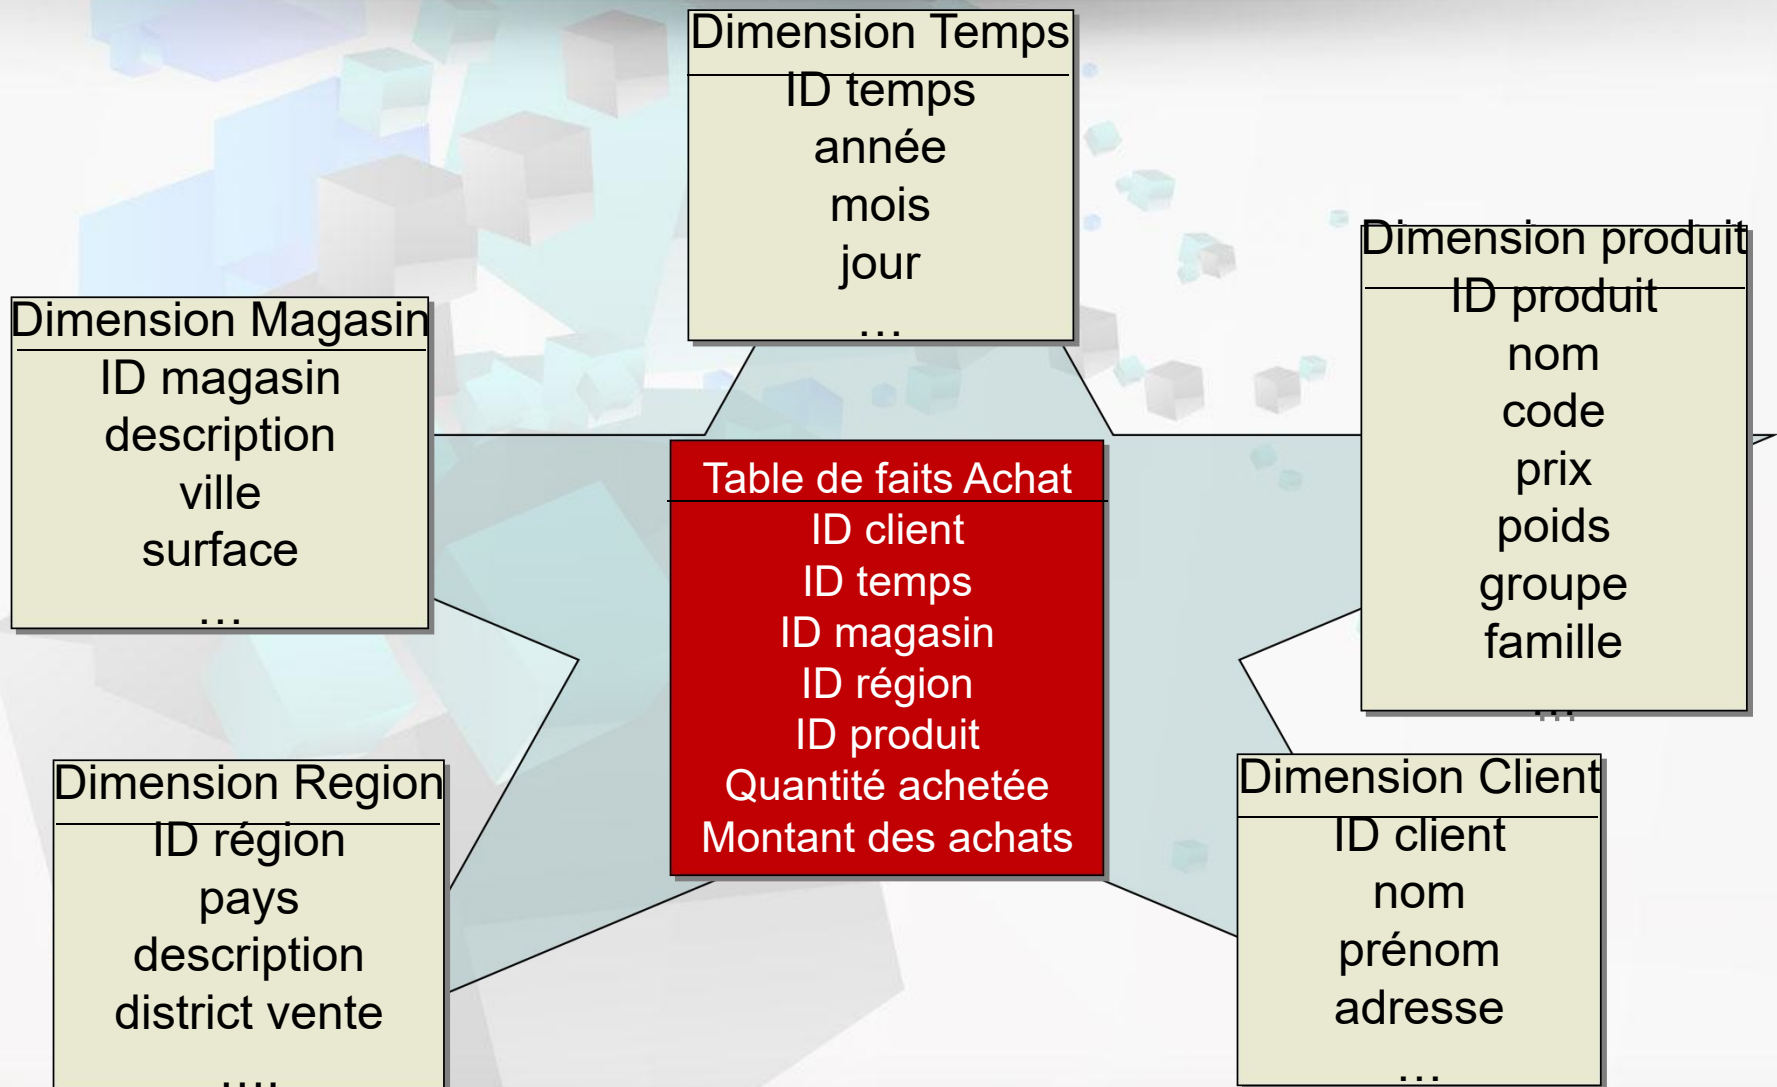 Dimension Temps
ID temps
année
mois
jour
…
Dimension Magasin
ID magasin
description
ville
surface
…
Dimension produit
ID produit
nom
code
prix
poids
groupe
famille
…
Table de faits Achat
ID client
ID temps
ID magasin
ID région
ID produit
Quantité achetée
Montant des achats
Dimension Region
ID région
pays
description
district vente
….
Dimension Client
ID client
nom
prénom
adresse
…